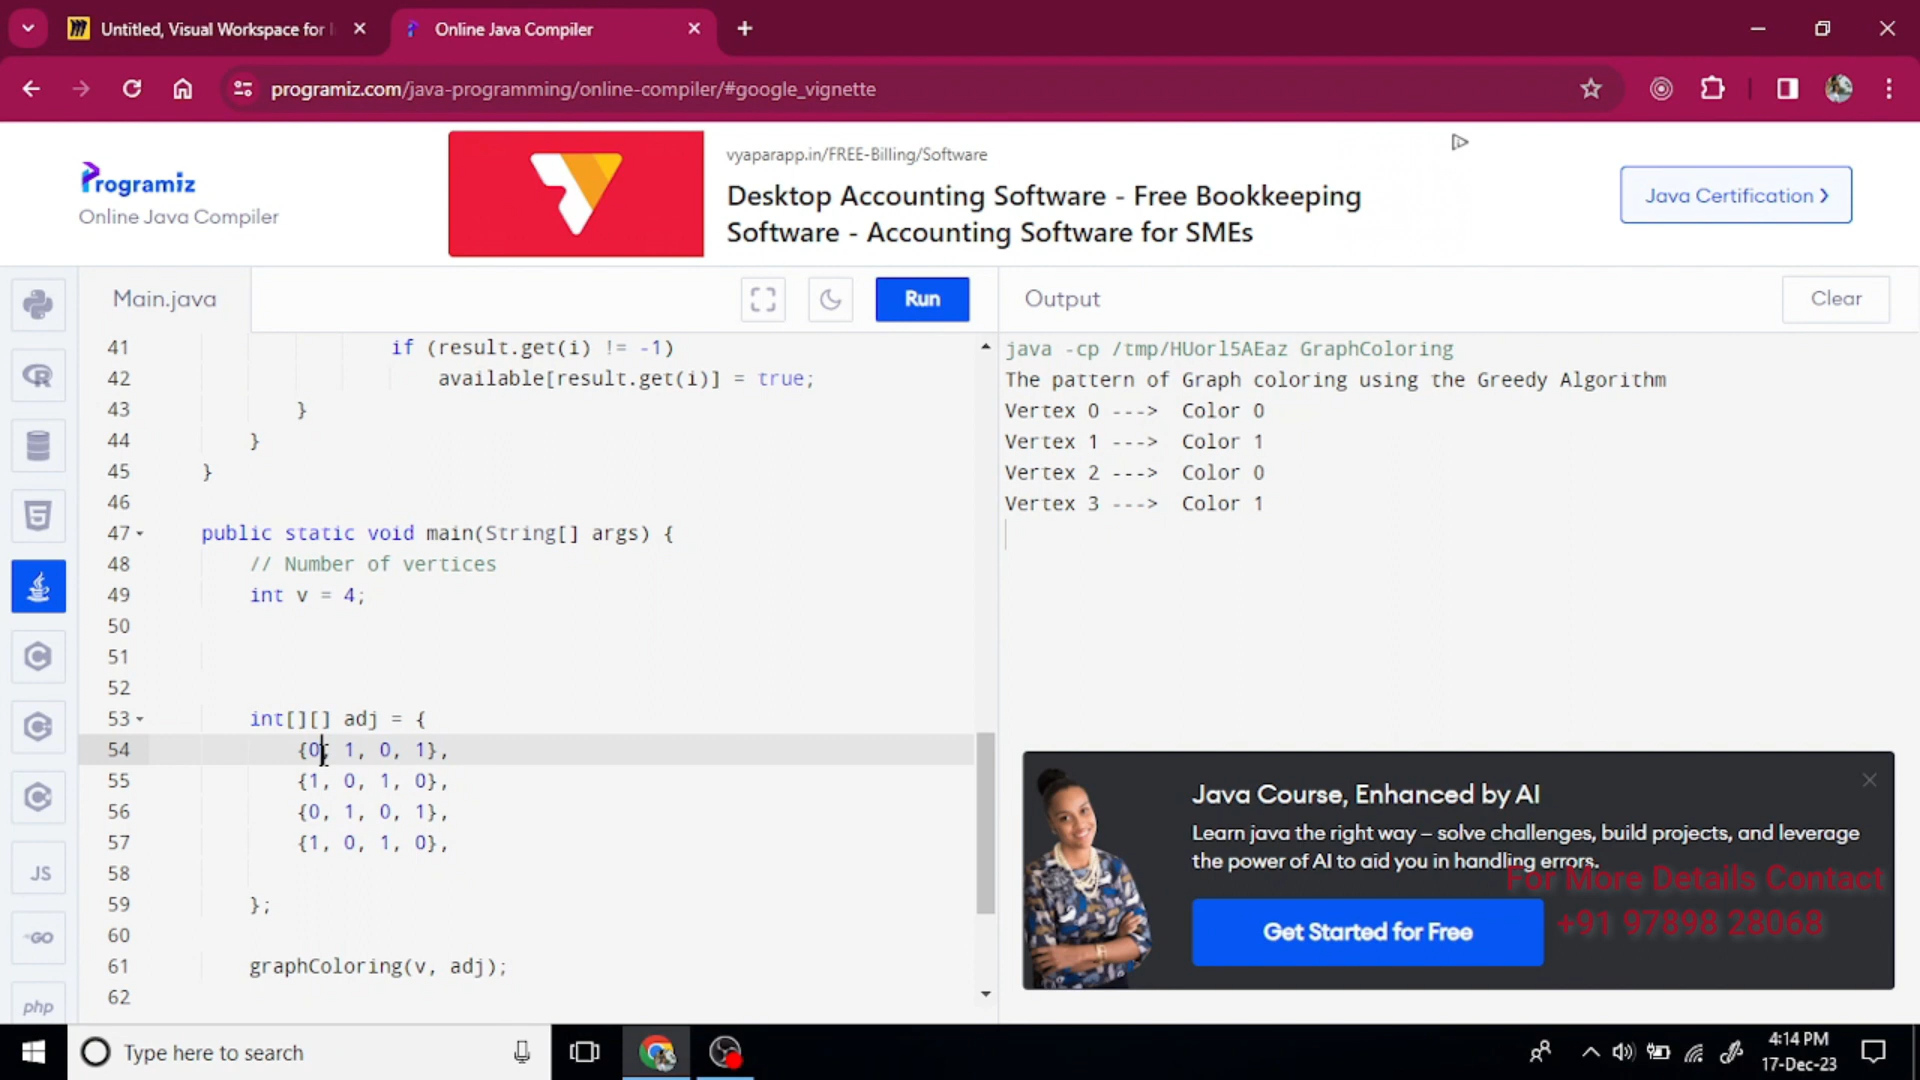 Untitled, Visual Workspace for
Online Java Compiler
programiz.com/java-programming/online-compiler/#google_vignette
Programiz
Online Java Compiler
vyaparapp.in/FREE-Billing/Software
Desktop Accounting Software - Free Bookkeeping
Software - Accounting Software for SMEs
Java Certification
Main.java
Run
Output
Clear
41 if (result.get(i) != -1)
42 available[result.get(i)] = true;
43 }
44 }
45 }
46
47 public static void main(String[] args) {
48 // Number of vertices
49 int v = 4;
50
51
52
53 int[][] adj = {
54 {0, 1, 0, 1},
55 {1, 0, 1, 0},
56 {0, 1, 0, 1},
57 {1, 0, 1, 0},
58
59 };
60
61 graphColoring(v, adj);
62
java -cp /tmp/HUorl5AEaz GraphColoring
The pattern of Graph coloring using the Greedy Algorithm
Vertex 0 ---> Color 0
Vertex 1 ---> Color 1
Vertex 2 ---> Color 0
Vertex 3 ---> Color 1
Java Course, Enhanced by AI
Learn java the right way – solve challenges, build projects, and leverage
the power of AI to aid you in handling errors.
Get Started for Free
For More Details Contact
+91 97898 28068
JS
GO
php
Type here to search
4:14 PM
17-Dec-23